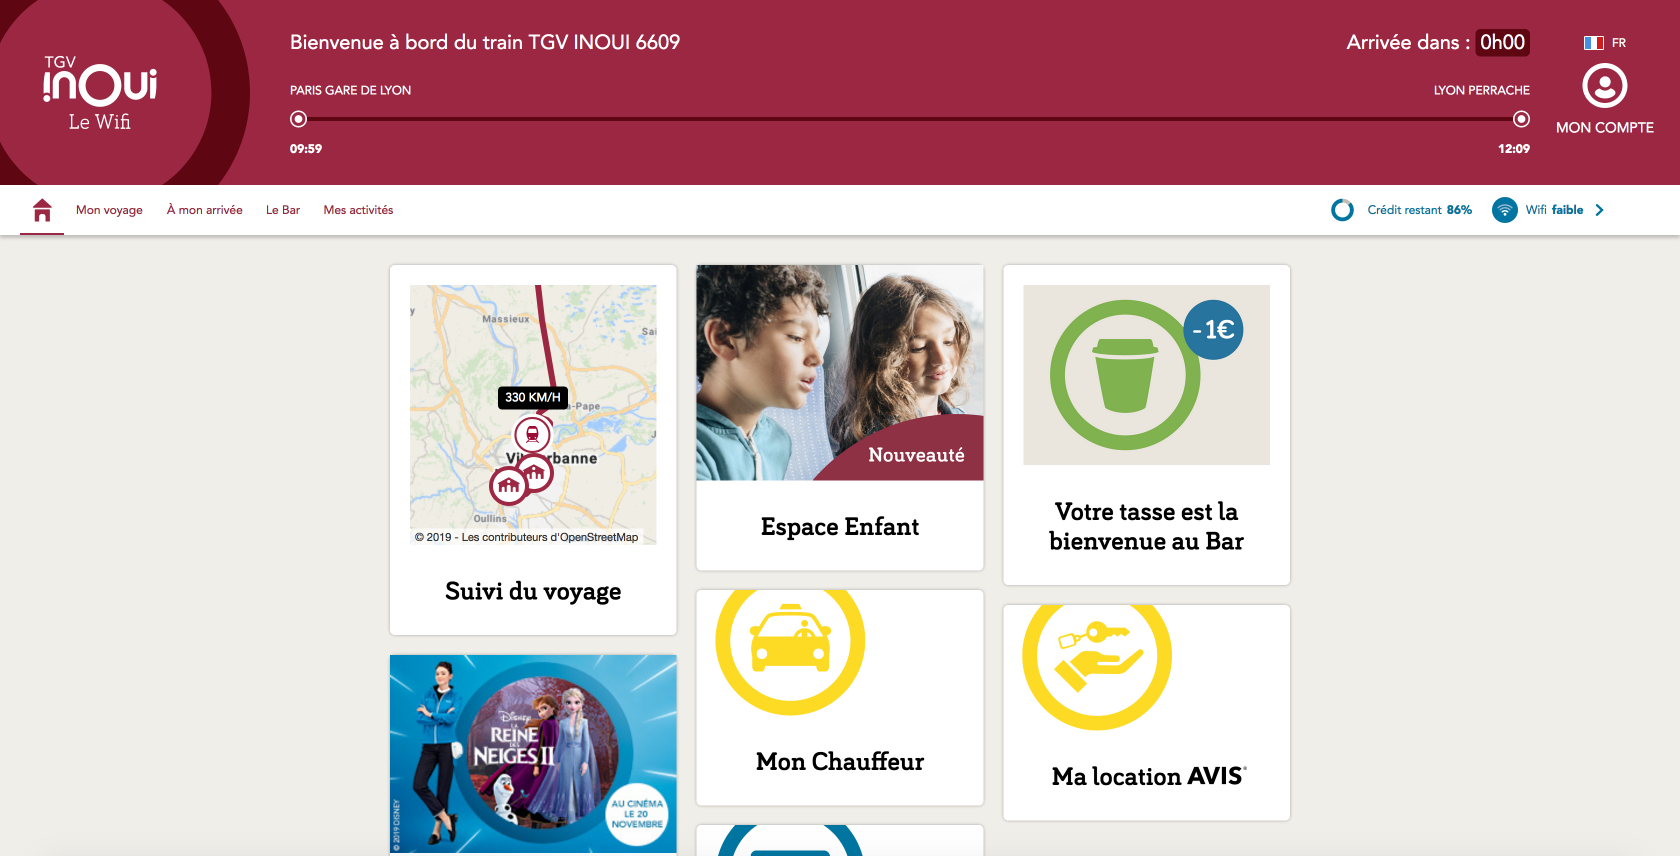 TGV
inOui
Le Wifi
Bienvenue à bord du train TGV INOUI 6609
Arrivée dans : 0h00
FR
PARIS GARE DE LYON
LYON PERRACHE
MON COMPTE
09:59
12:09
Mon voyage
À mon arrivée
Le Bar
Mes activités
Crédit restant 86%
Wifi faible
Massieux
Sai
330 KM/H
a-Pape
Vil
rbanne
Oullins
© 2019 - Les contributeurs d'OpenStreetMap
Suivi du voyage
Nouveauté
Espace Enfant
-1€
Votre tasse est la
bienvenue au Bar
Disney
LA
REINE
DES
NEIGES II
AU CINÉMA
LE 20
NOVEMBRE
© 2019 DISNEY
Mon Chauffeur
Ma location AVIS